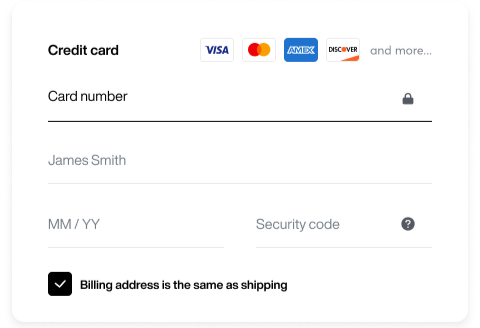 Credit card VISA AMEX DISCOVER and more...
Card number
James Smith
MM / YY Security code ?
Billing address is the same as shipping